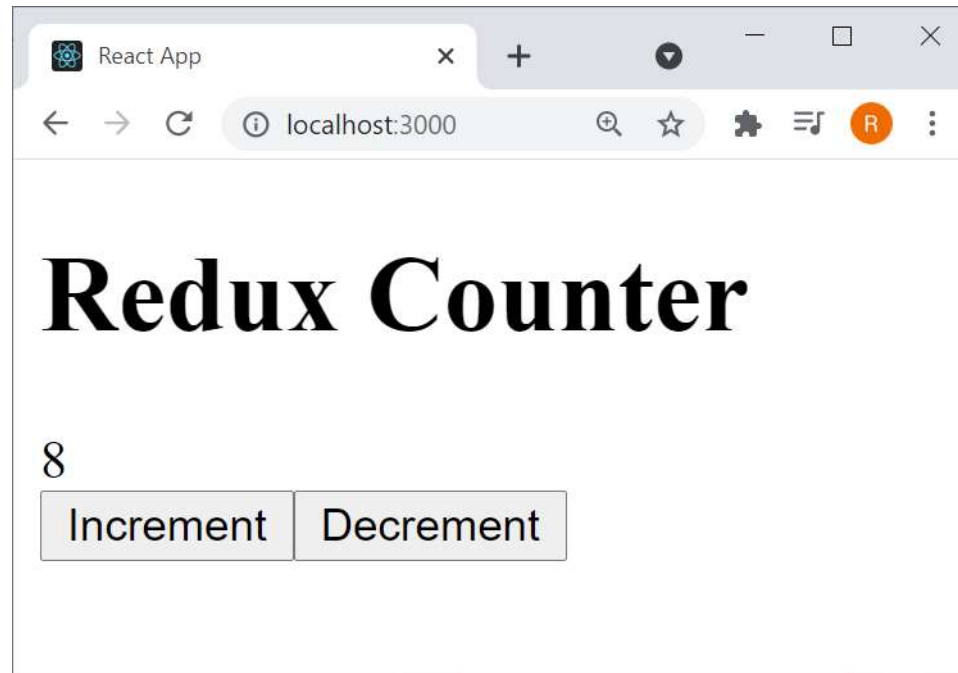 React App
localhost:3000
R
Redux Counter
8
Increment Decrement